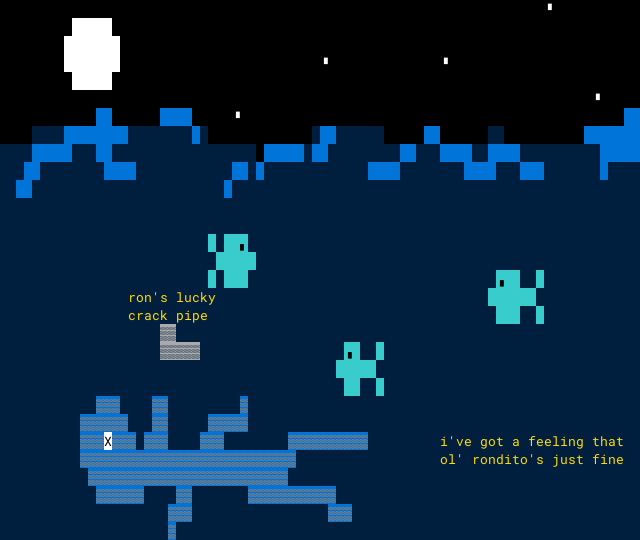 ron's lucky
crack pipe
X
i've got a feeling that
ol' rondito's just fine